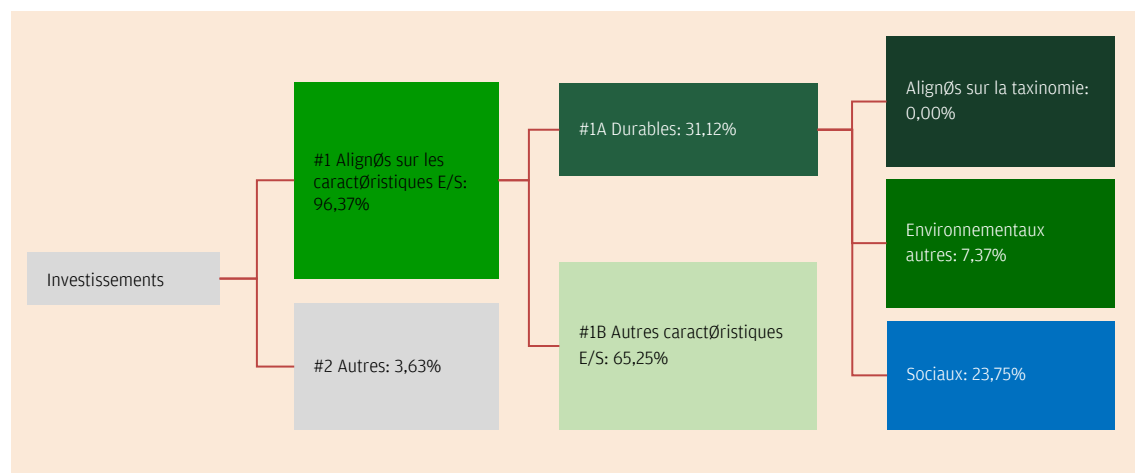 Investissements
#1 AlignØs sur les
caractØristiques E/S:
96,37%
#2 Autres: 3,63%
#1A Durables: 31,12%
#1B Autres caractØristiques
E/S: 65,25%
AlignØs sur la taxinomie:
0,00%
Environnementaux
autres: 7,37%
Sociaux: 23,75%